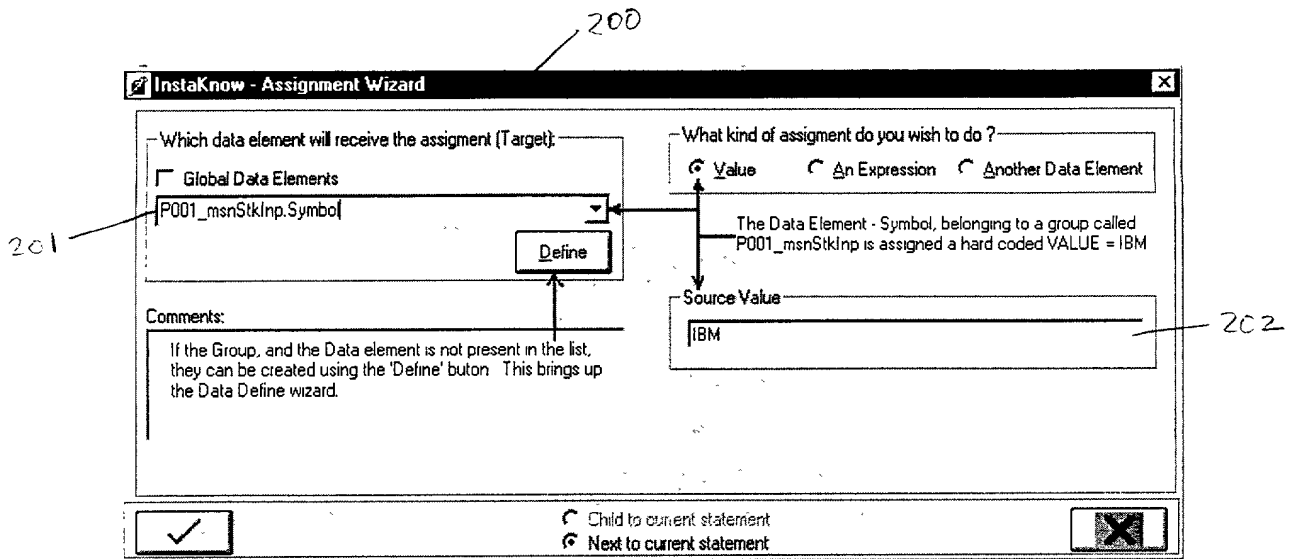 200
InstaKnow - Assignment Wizard
Which data element will receive the assigment (Target):
Global Data Elements
P001_msnStkInp.Symbol
201
Define
What kind of assigment do you wish to do ?
Value An Expression Another Data Element
The Data Element - Symbol, belonging to a group called
P001_msnStkInp is assigned a hard coded VALUE = IBM
Source Value
IBM
202
Comments:
If the Group, and the Data element is not present in the list,
they can be created using the 'Define' buton This brings up
the Data Define wizard.
Child to current statement
Next to current statement